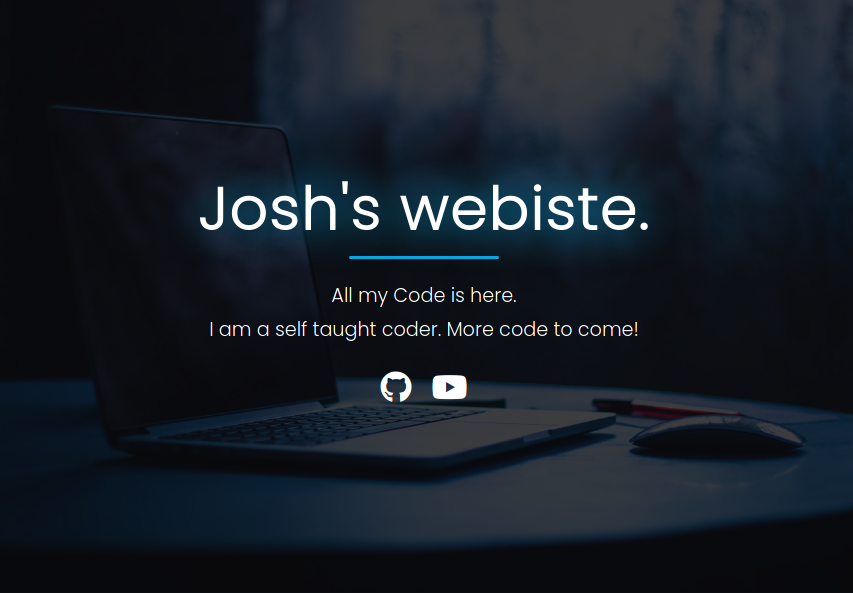 Josh's webiste.
All my Code is here.
I am a self taught coder. More code to come!